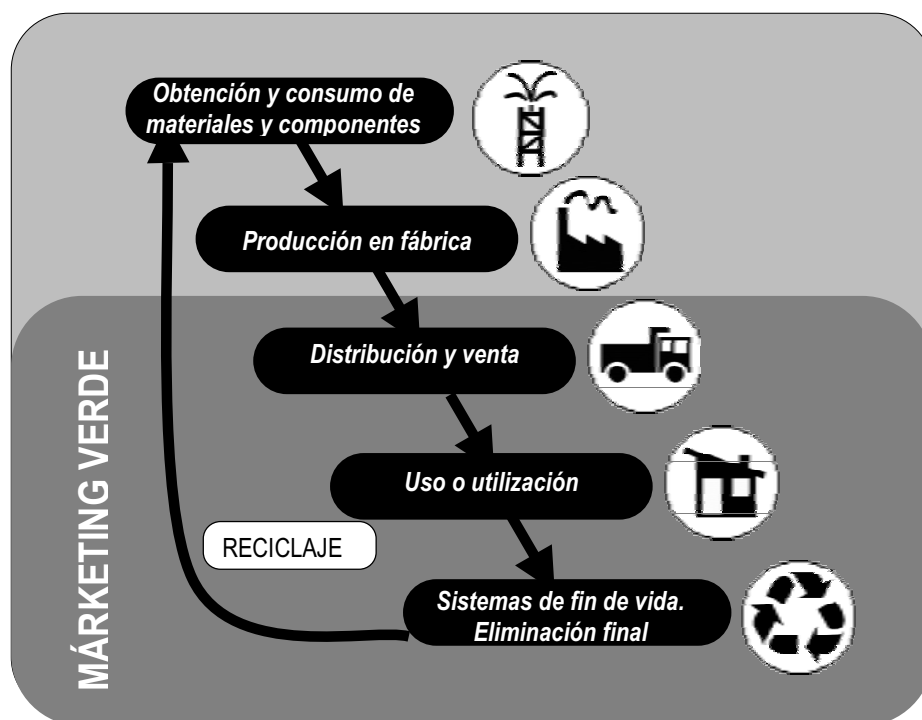 Obtención y consumo de
materiales y componentes
Producción en fábrica
Distribución y venta
Uso o utilización
RECICLAJE
Sistemas de fin de vida.
Eliminación final
MÁRKETING VERDE